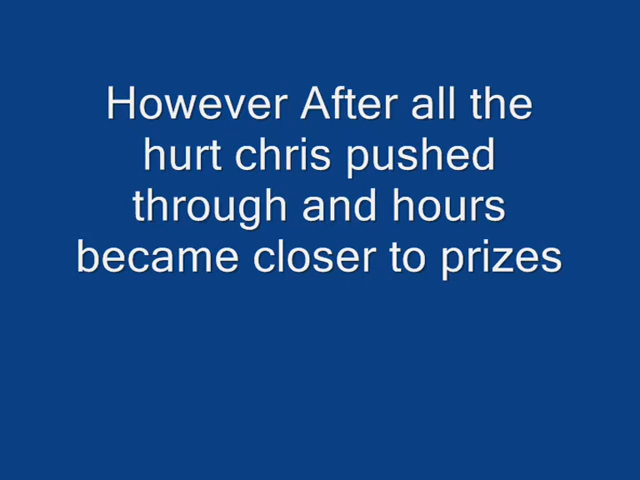 However After all the
hurt chris pushed
through and hours
became closer to prizes